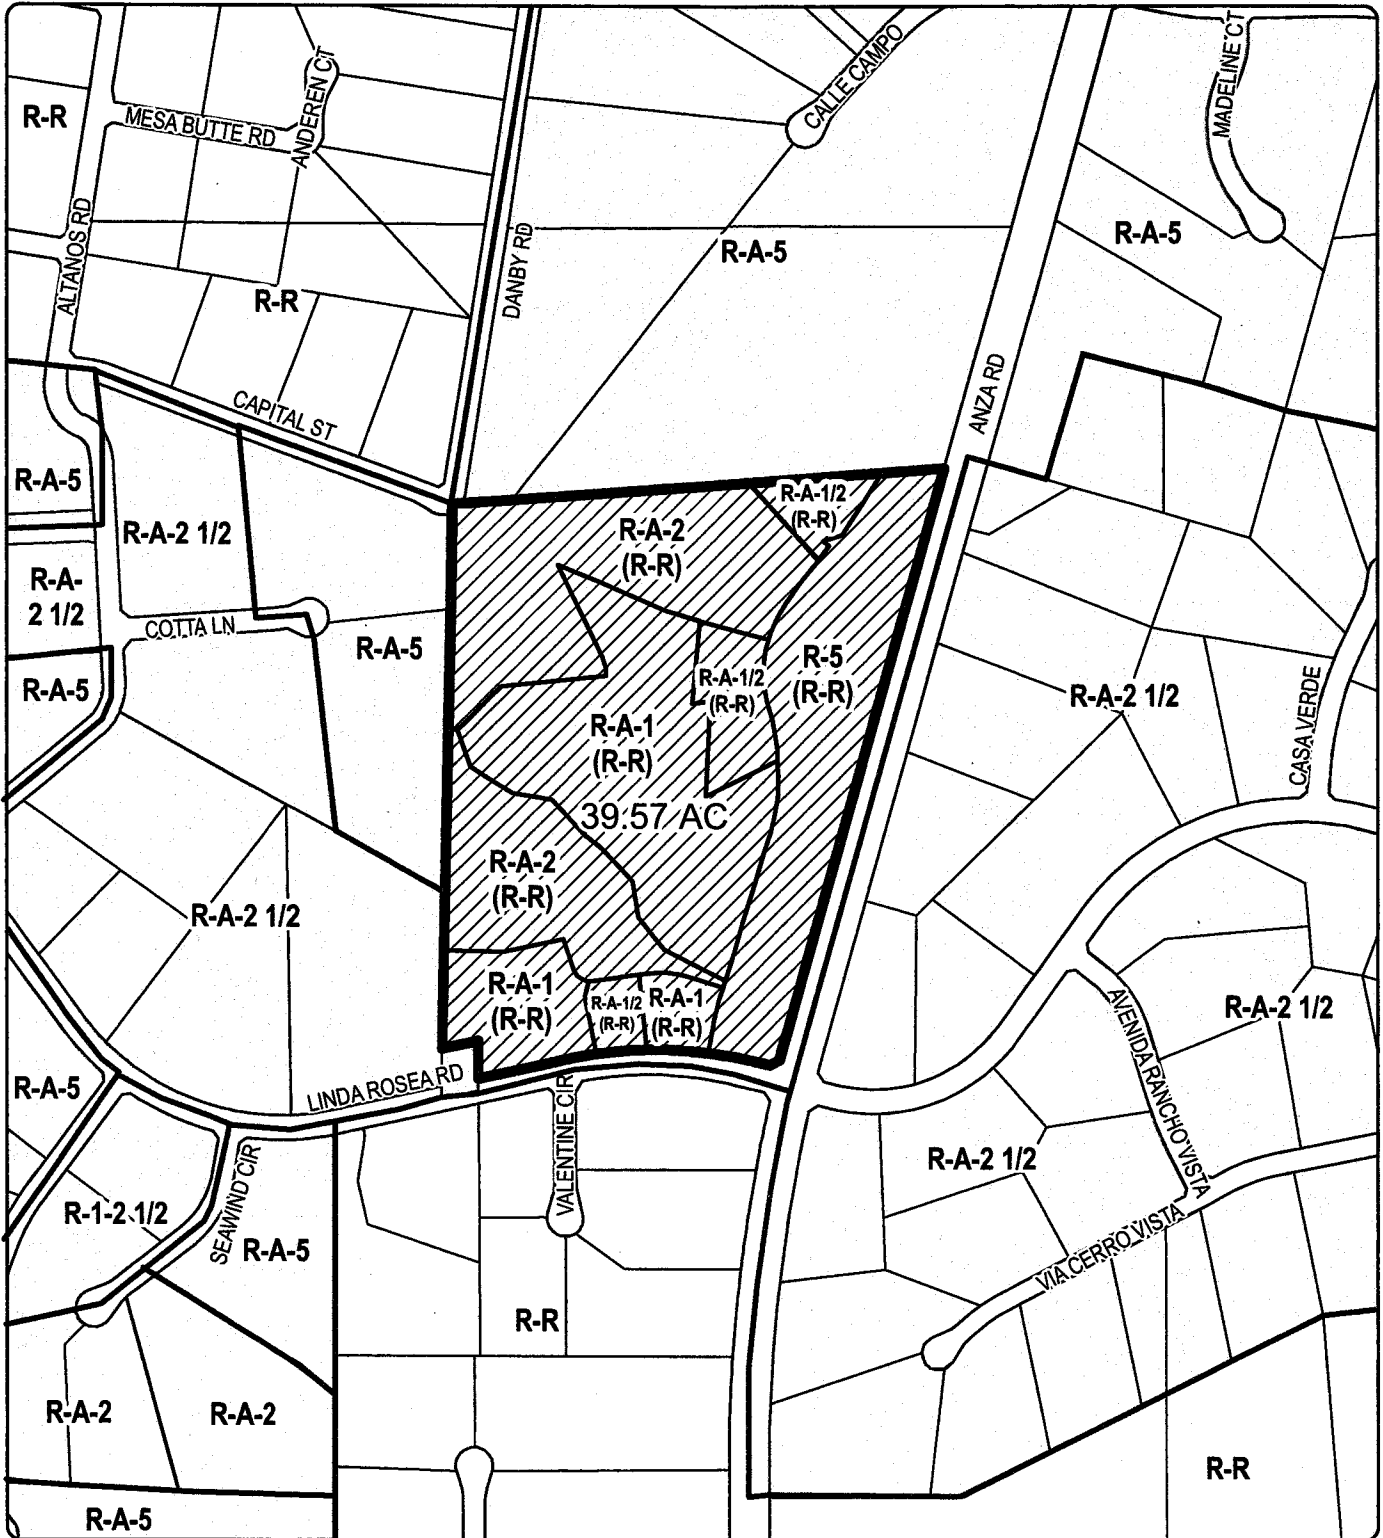 MADELINE CT
CALLE CAMPO
ANDEREN CT
R-R
MESA BUTTE RD
ALTANOS RD
DANBY RD
R-A-5
R-A-5
R-R
ANZA RD
CAPITAL ST
R-A-5
R-A-1/2
(R-R)
R-A-2 1/2
R-A-2
(R-R)
R-A-
2 1/2
COTTA LN
R-A-5
R-A-5
R-5
(R-R)
R-A-1/2
(R-R)
R-A-2 1/2
CASA VERDE
R-A-1
(R-R)
39.57 AC
R-A-2
(R-R)
R-A-2 1/2
R-A-1
(R-R)
R-A-1/2
(R-R)
R-A-1
(R-R)
R-A-2 1/2
AVENIDA RANCHO VISTA
R-A-5
LINDA ROSEA RD
VALENTINE CIR
R-A-2 1/2
R-1-2 1/2
SEAWIND CIR
R-A-5
VIA CERRO VISTA
R-R
R-A-2
R-A-2
R-R
R-A-5